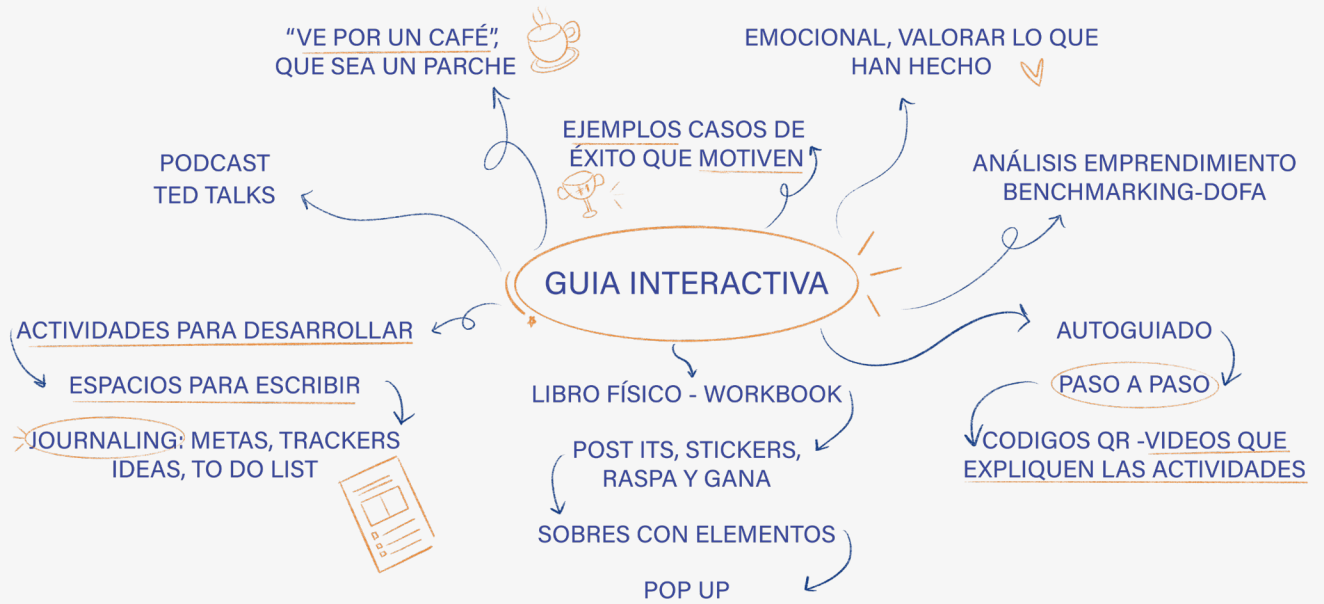 “VE POR UN CAFÉ”,
QUE SEA UN PARCHE
EMOCIONAL, VALORAR LO QUE
HAN HECHO
EJEMPLOS CASOS DE
ÉXITO QUE MOTIVEN
PODCAST
TED TALKS
ANÁLISIS EMPRENDIMIENTO
BENCHMARKING-DOFA
GUIA INTERACTIVA
ACTIVIDADES PARA DESARROLLAR
ESPACIOS PARA ESCRIBIR
JOURNALING: METAS, TRACKERS
IDEAS, TO DO LIST
LIBRO FÍSICO - WORKBOOK
POST ITS, STICKERS,
RASPA Y GANA
SOBRES CON ELEMENTOS
POP UP
AUTOGUIADO
PASO A PASO
CODIGOS QR -VIDEOS QUE
EXPLIQUEN LAS ACTIVIDADES